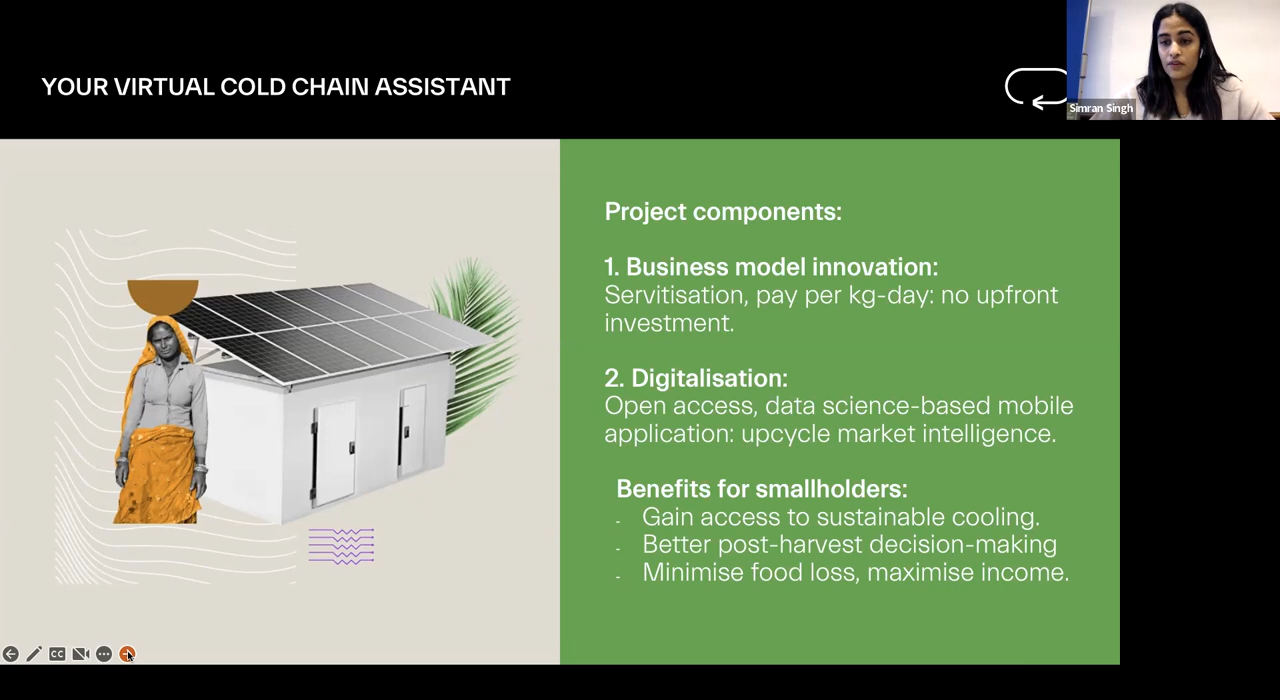 YOUR VIRTUAL COLD CHAIN ASSISTANT
Simran Singh
Project components:
1. Business model innovation:
Servitisation, pay per kg-day: no upfront
investment.
2. Digitalisation:
Open access, data science-based mobile
application: upcycle market intelligence.
Benefits for smallholders:
- Gain access to sustainable cooling.
- Better post-harvest decision-making
- Minimise food loss, maximise income.
CC